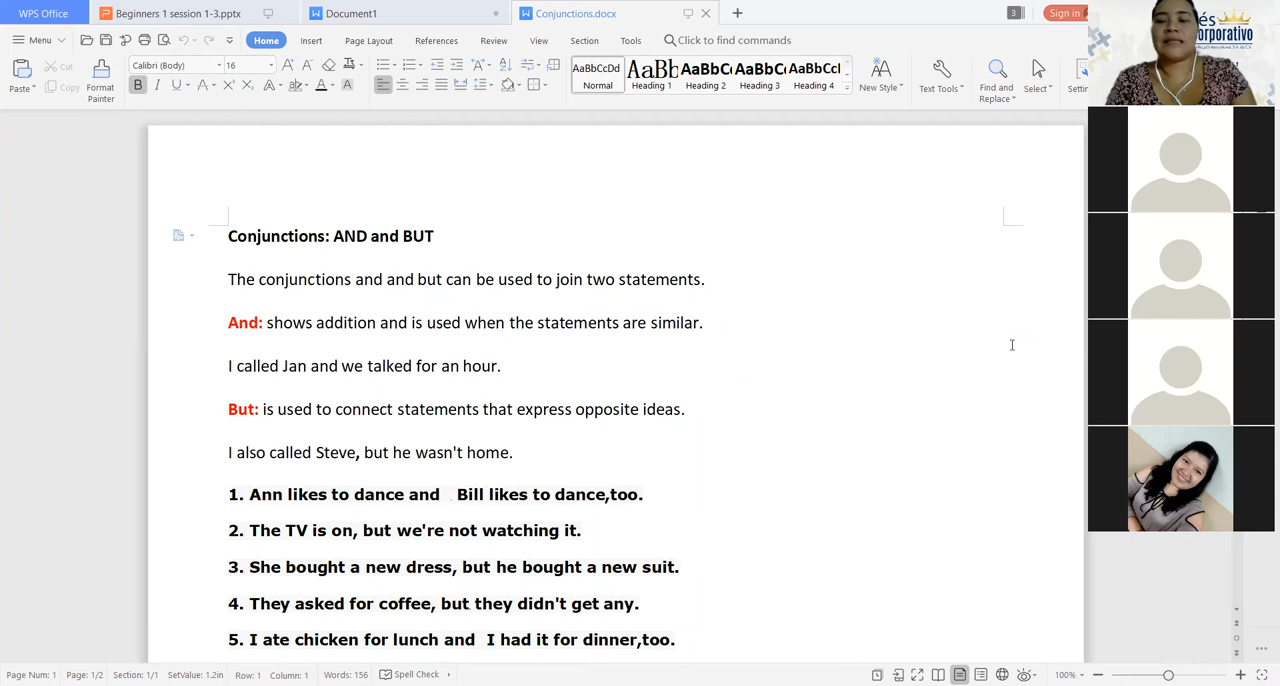 WPS Office
Beginners 1 session 1-3.pptx
Document1
Conjunctions.docx
3
Sign in
Menu
Home
Insert
Page Layout
References
Review
View
Section
Tools
Click to find commands
Paste
Cut
Copy
Format Painter
Calibri (Body)
16
AaBbCcDd
Normal
Heading 1
Heading 2
Heading 3
Heading 4
New Style
Text Tools
Find and Replace
Select
Conjunctions: AND and BUT
The conjunctions and and but can be used to join two statements.
And: shows addition and is used when the statements are similar.
I called Jan and we talked for an hour.
But: is used to connect statements that express opposite ideas.
I also called Steve, but he wasn't home.
1. Ann likes to dance and Bill likes to dance,too.
2. The TV is on, but we're not watching it.
3. She bought a new dress, but he bought a new suit.
4. They asked for coffee, but they didn't get any.
5. I ate chicken for lunch and I had it for dinner,too.
Page Num: 1
Page: 1/2
Section: 1/1
SetValue: 1.2in
Row: 1
Column: 1
Words: 156
Spell Check
100%